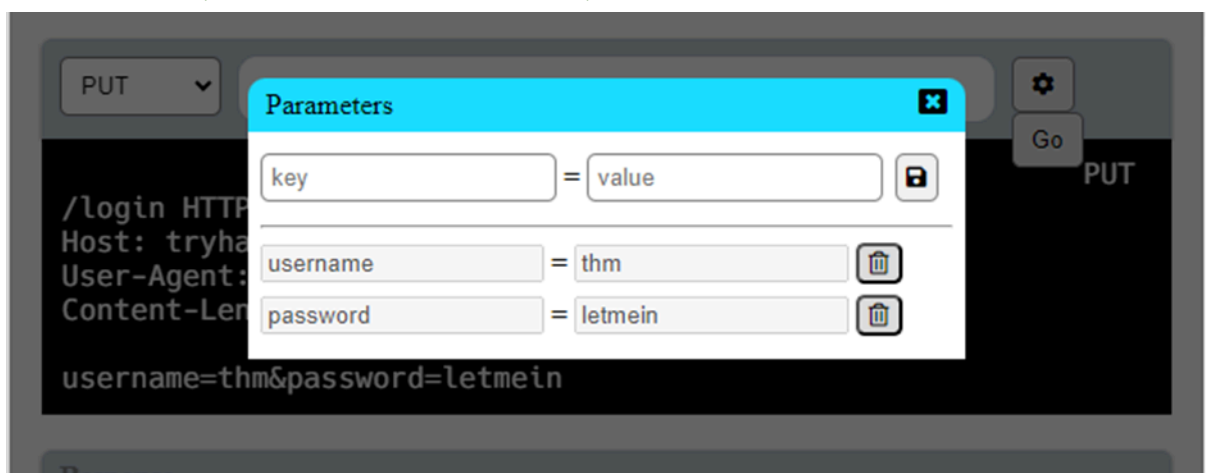 PUT
Parameters
key = value
Go
PUT
/login HTTP
Host: tryha
User-Agent:
Content-Len
username = thm
password = letmein
username=thm&password=letmein